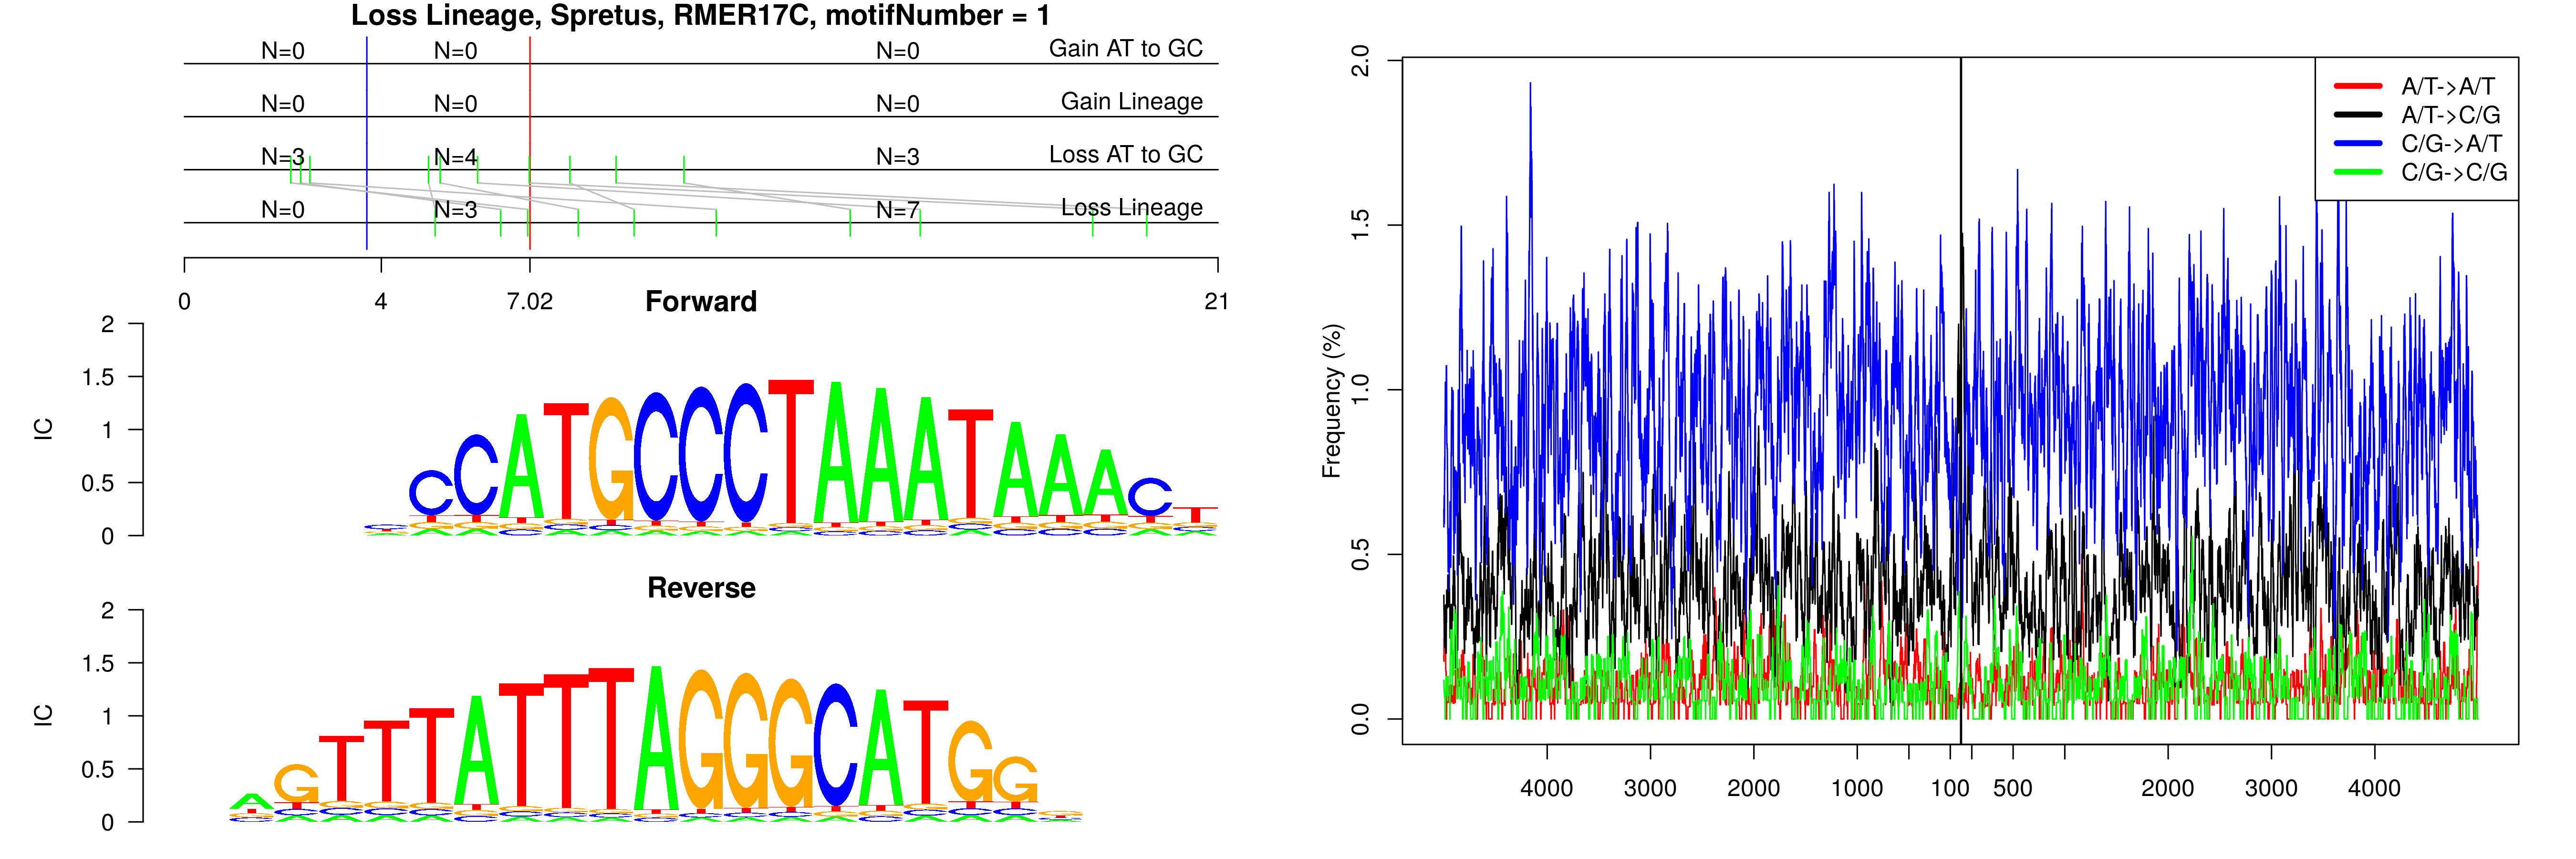 Loss Lineage, Spretus, RMER17C, motifNumber = 1
N=0 N=0 N=0 Gain AT to GC
N=0 N=0 N=0 Gain Lineage
N=3 N=4 N=3 Loss AT to GC
N=0 N=3 N=7 Loss Lineage
0 4 7.02 21
Forward
IC
2
1.5
1
0.5
0
CCATGCCCTAAATAAACT
Reverse
IC
2
1.5
1
0.5
0
AGTTTATTTAGGGCATGG
Frequency (%)
2.0
1.5
1.0
0.5
0.0
A/T->A/T
A/T->C/G
C/G->A/T
C/G->C/G
4000 3000 2000 1000 100 500 2000 3000 4000